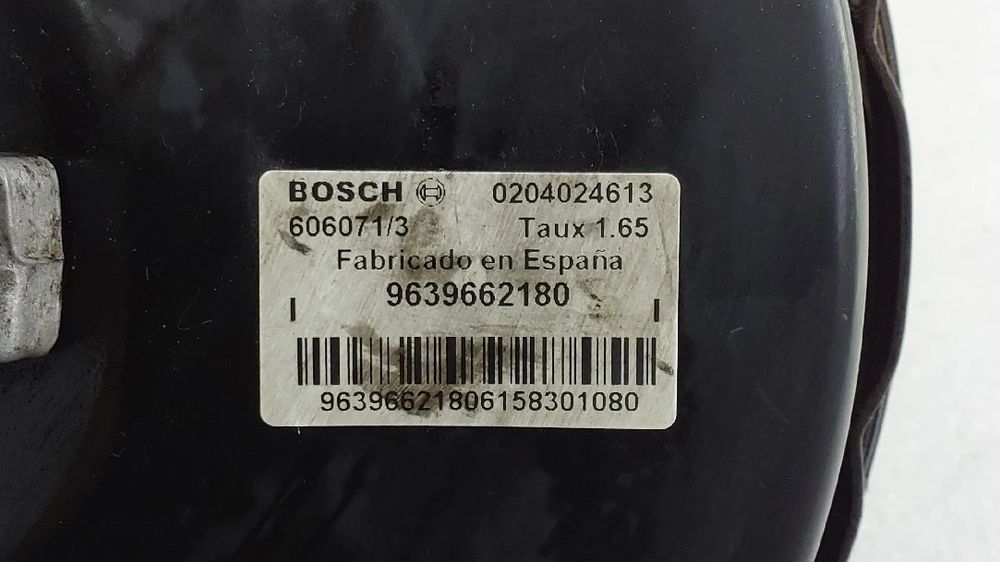 BOSCH 0204024613
606071/3 Taux 1.65
Fabricado en España
9639662180
96396621806158301080